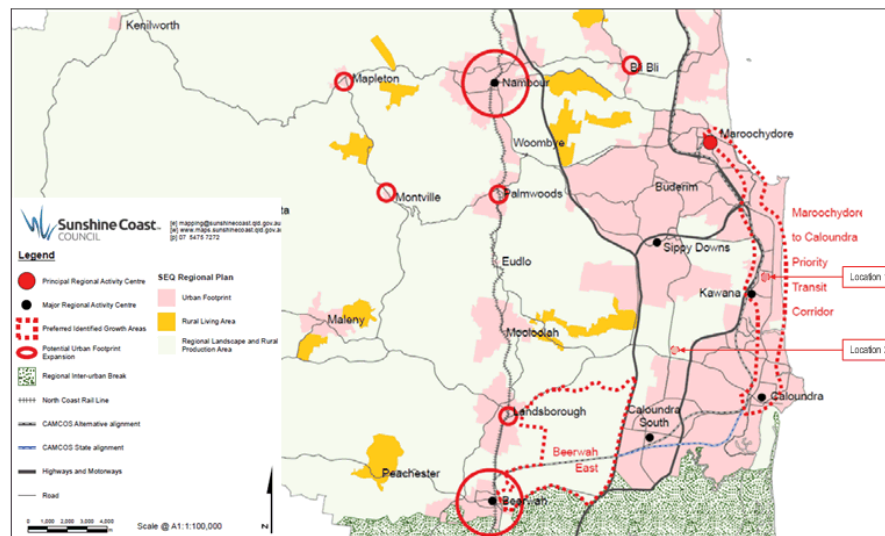 Kenilworth
Mapleton
Nambour
Bli Bli
Maroochydore
Woombye
Buderim
Montville
Palmwoods
Maroochydore
to Caloundra
Priority
Transit
Corridor
Sippy Downs
Eudlo
Kawana
Location
Maleny
Mooloolah
Location
Landsborough
Caloundra
Caloundra
South
Beerwah
East
Peachester
Beerwah
Sunshine Coast
COUNCIL
[e] mapping@sunshinecoast.qld.gov.au
[w] www.maps.sunshinecoast.qld.gov.au
[p] 07 5475 7272
Legend
Principal Regional Activity Centre
Major Regional Activity Centre
Preferred Identified Growth Areas
Potential Urban Footprint
Expansion
Regional Inter-urban Break
North Coast Rail Line
CAMCOS Alternative alignment
CAMCOS State alignment
Highways and Motorways
Road
SEQ Regional Plan
Urban Footprint
Rural Living Area
Regional Landscape and Rural
Production Area
0 1,000 2,000 3,000 4,000
Scale @ A1: 1:100,000
N